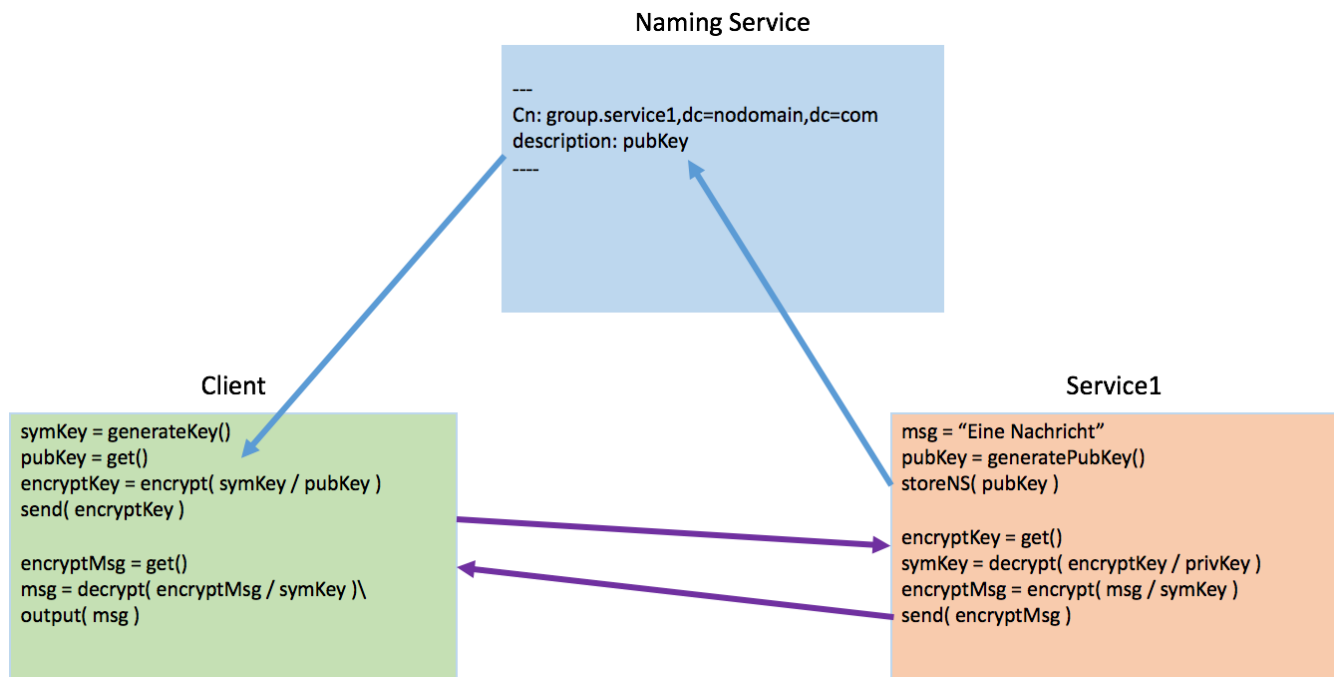 Naming Service
---
Cn: group.service1,dc=nodomain,dc=com
description: pubKey
----
Client
symKey = generateKey()
pubKey = get()
encryptKey = encrypt( symKey / pubKey )
send( encryptKey )
encryptMsg = get()
msg = decrypt( encryptMsg / symKey )\
output( msg )
Service1
msg = “Eine Nachricht”
pubKey = generatePubKey()
storeNS( pubKey )
encryptKey = get()
symKey = decrypt( encryptKey / privKey )
encryptMsg = encrypt( msg / symKey )
send( encryptMsg )